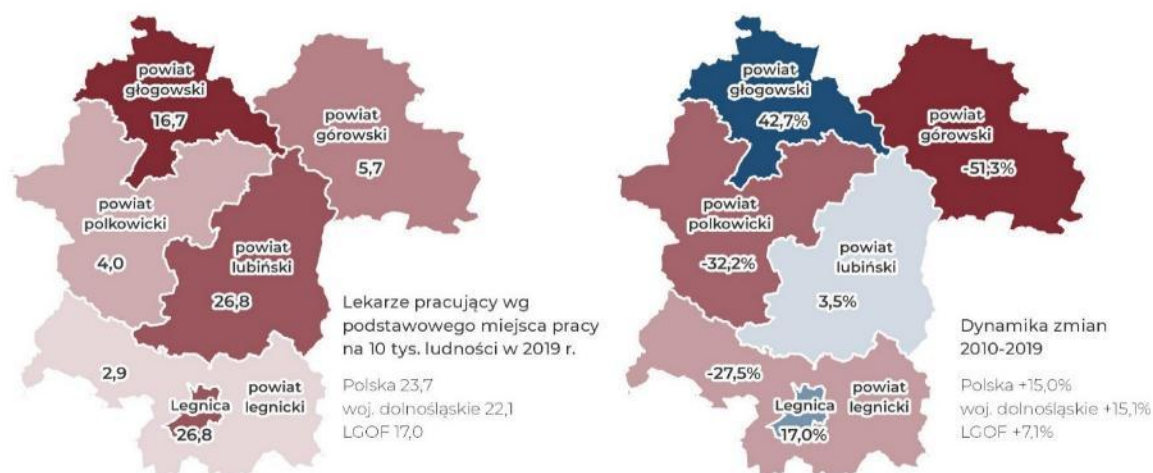 powiat
głogowski
16,7
powiat
górowski
5,7
powiat
polkowicki
4,0
powiat
lubiński
26,8
2,9
powiat
legnicki
Legnica
26,8
Lekarze pracujący wg
podstawowego miejsca pracy
na 10 tys. ludności w 2019 r.
Polska 23,7
woj. dolnośląskie 22,1
LGOF 17,0
powiat
głogowski
42,7%
powiat
górowski
-51,3%
powiat
polkowicki
-32,2%
powiat
lubiński
3,5%
-27,5%
powiat
legnicki
Legnica
17,0%
Dynamika zmian
2010-2019
Polska +15,0%
woj. dolnośląskie +15,1%
LGOF +7,1%